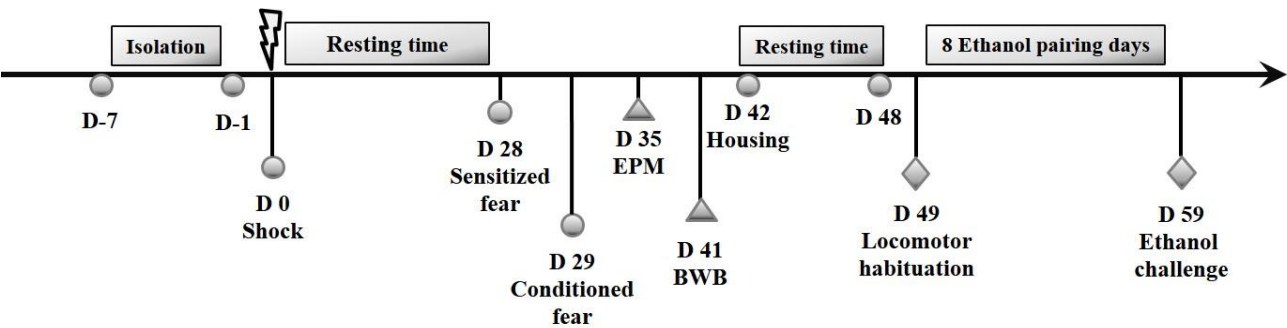 Isolation
Resting time
Resting time
8 Ethanol pairing days
D-7
D-1
D 0
Shock
D 28
Sensitized
fear
D 29
Conditioned
fear
D 35
EPM
D 41
BWB
D 42
Housing
D 48
D 49
Locomotor
habituation
D 59
Ethanol
challenge